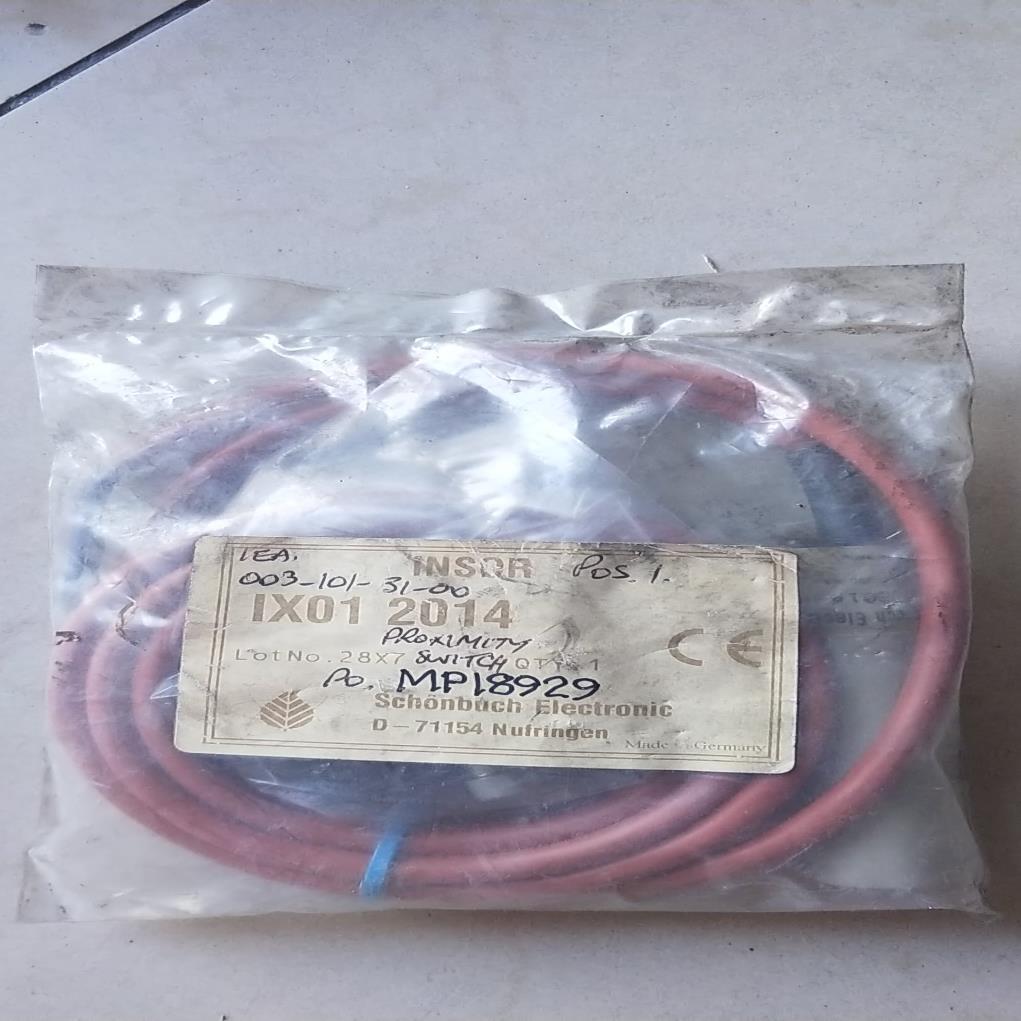 1EA. INSOR POS. 1.
003-101-31-00
IX01 2014
PROXIMITY
Lot No. 28X7 SWITCH QTY. 1
CE
PO. MP18929
Schönbuch Electronic
D-71154 Nufringen
Made Germany